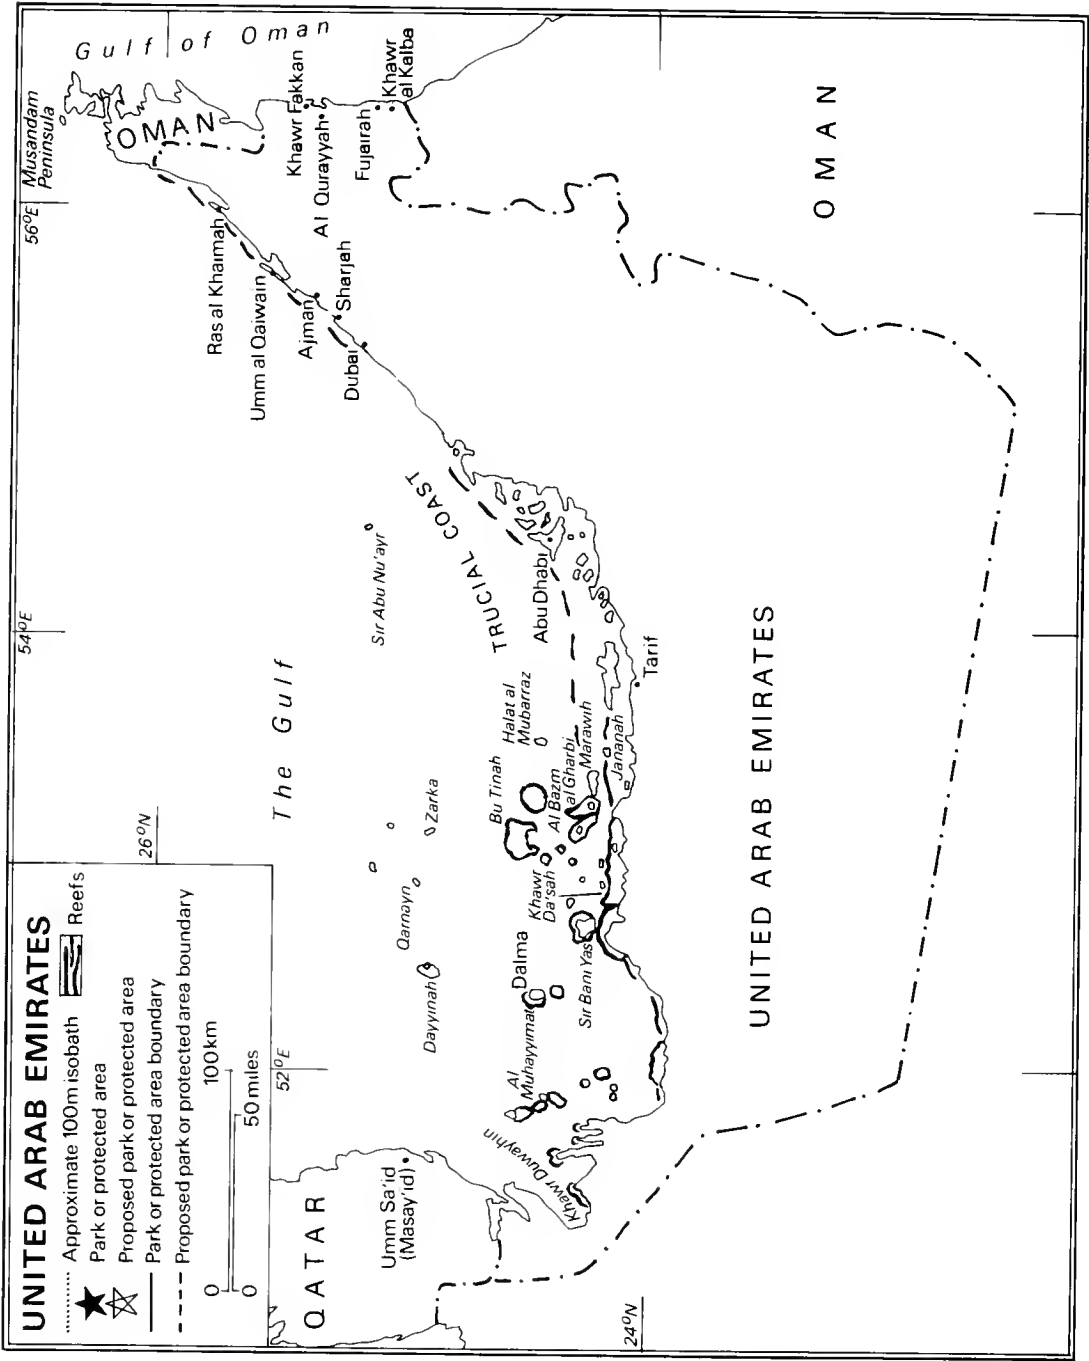 UNITED ARAB EMIRATES
Approximate 100m isobath
Reefs
Park or protected area
Proposed park or protected area
Park or protected area boundary
Proposed park or protected area boundary
0
100km
0
50 miles
52°E
54°E
56°E
26°N
24°N
Musandam
Peninsula
Gulf of Oman
OMAN
Khawr Fakkan
Al Qurayyah
Fujairah
Khawr
al Kalba
Ras al Khaimah
Umm al Qaiwain
Ajman
Sharjah
Dubai
The Gulf
Sir Abu Nu'ayr
TRUCIAL COAST
Zarka
Qarnayn
Dayyinah
Halat al
Mubarraz
Abu Dhabi
Bu Tinah
Al Bazm
al Gharbi
Marawih
Jananah
Tarif
Khawr
Da'sah
Dalma
Sir Bani Yas
Al
Muhayyimat
Khawr Duwayhin
QATAR
Umm Sa'id
(Masay'id)
UNITED ARAB EMIRATES
OMAN